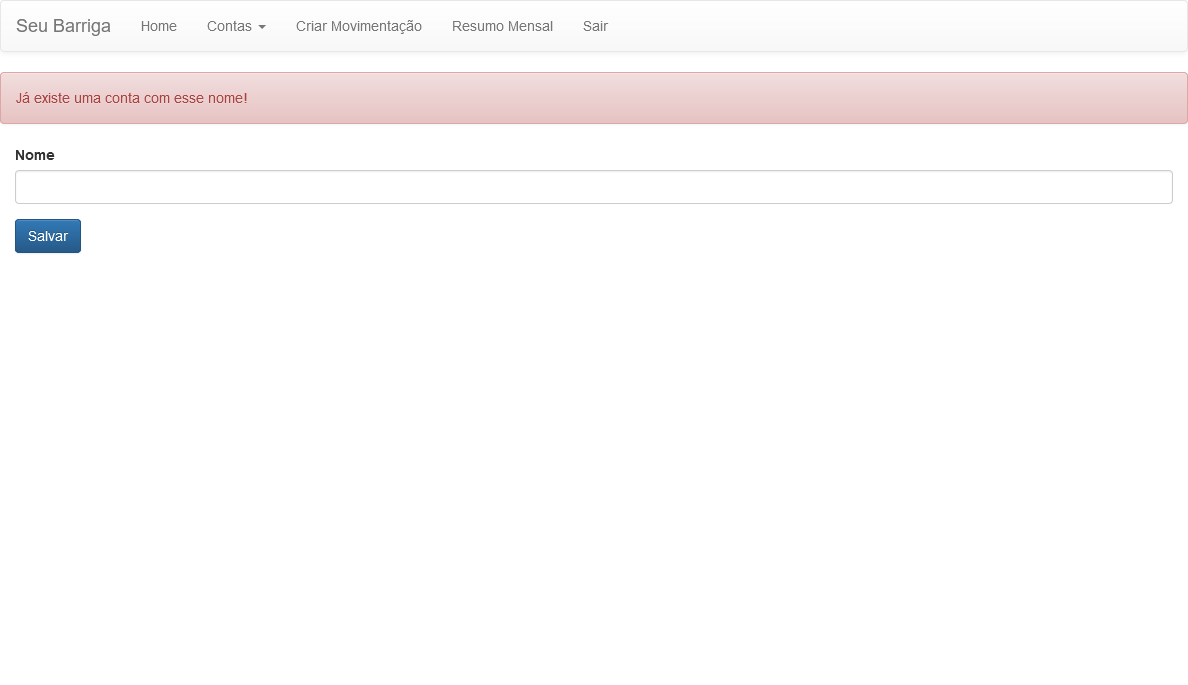 Seu Barriga Home Contas Criar Movimentação Resumo Mensal Sair
Já existe uma conta com esse nome!
Nome
Salvar